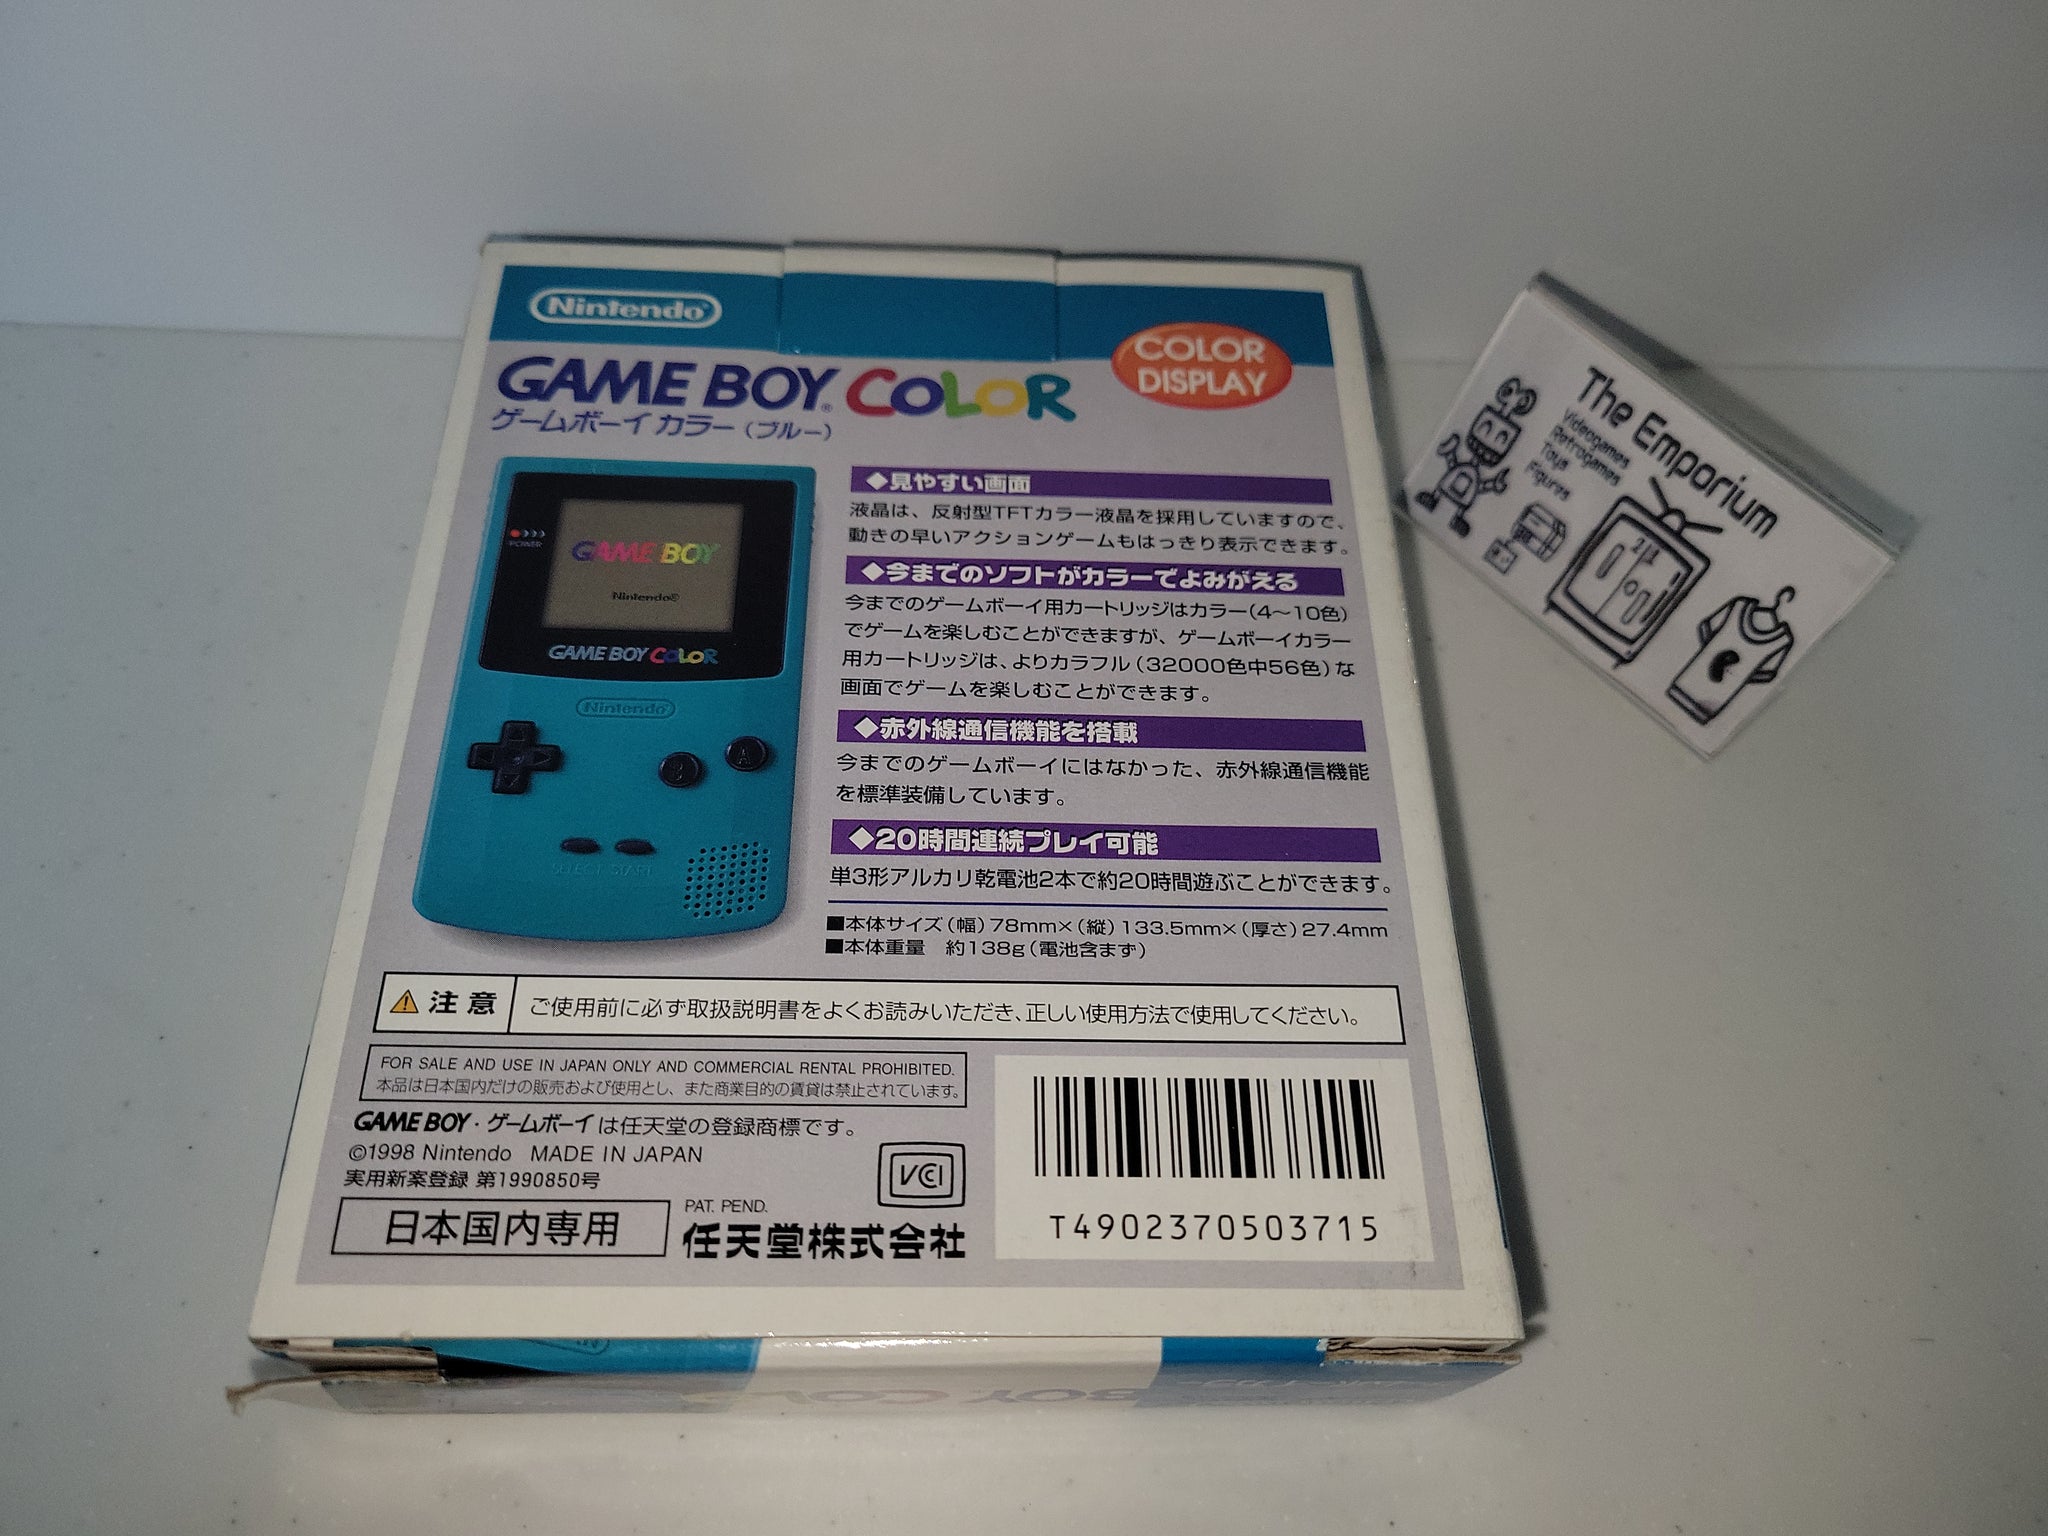 Nintendo®
COLOR
DISPLAY
GAME BOY® COLOR
ゲームボーイ カラー（ブルー）
POWER
GAME BOY
Nintendo®
GAME BOY COLOR
Nintendo
B
A
SELECT START
◆見やすい画面
液晶は、反射型TFTカラー液晶を採用していますので、
動きの早いアクションゲームもはっきり表示できます。
◆今までのソフトがカラーでよみがえる
今までのゲームボーイ用カートリッジはカラー（4～10色）
でゲームを楽しむことができますが、ゲームボーイカラー
用カートリッジは、よりカラフル（32000色中56色）な
画面でゲームを楽しむことができます。
◆赤外線通信機能を搭載
今までのゲームボーイにはなかった、赤外線通信機能
を標準装備しています。
◆20時間連続プレイ可能
単3形アルカリ乾電池2本で約20時間遊ぶことができます。
■本体サイズ（幅）78mm×（縦）133.5mm×（厚さ）27.4mm
■本体重量　約138g（電池含まず）
注意
ご使用前に必ず取扱説明書をよくお読みいただき、正しい使用方法で使用してください。
FOR SALE AND USE IN JAPAN ONLY AND COMMERCIAL RENTAL PROHIBITED.
本品は日本国内だけの販売および使用とし、また商業目的の賃貸は禁止されています。
GAME BOY・ゲームボーイは任天堂の登録商標です。
©1998 Nintendo MADE IN JAPAN
実用新案登録 第1990850号
VCCI
日本国内専用
PAT. PEND.
任天堂株式会社
T4902370503715
The Emporium
Videogames
Retrogames
Toys
Figures